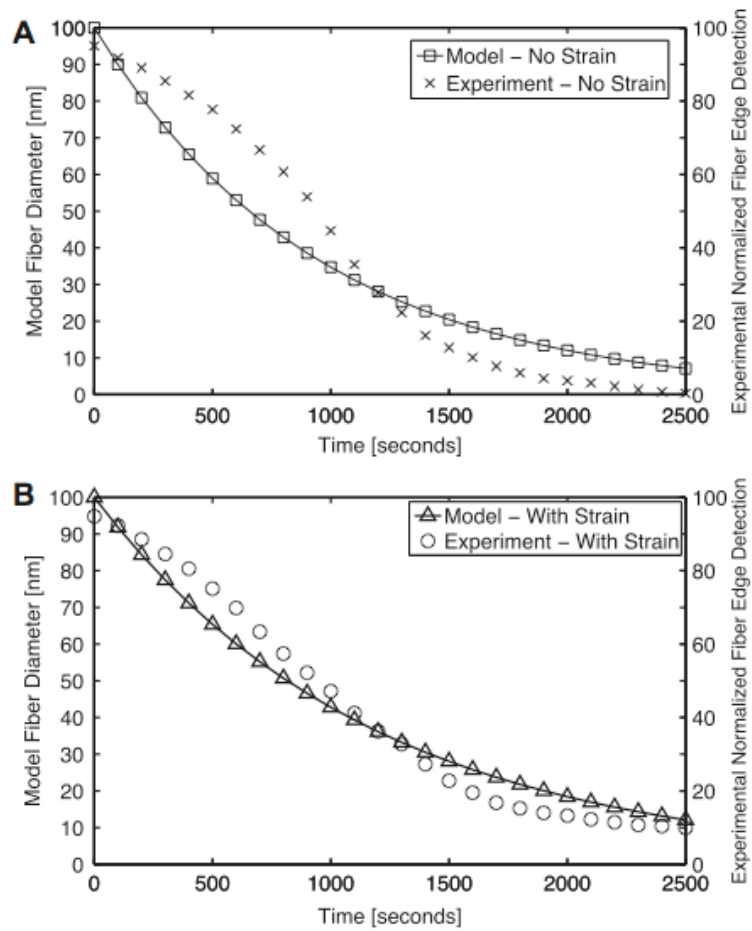 A
Model – No Strain
Experiment – No Strain
100
90
80
70
60
50
40
30
20
10
0
Model Fiber Diameter [nm]
100
80
60
40
20
0
Experimental Normalized Fiber Edge Detection
0 500 1000 1500 2000 2500
Time [seconds]
B
Model – With Strain
Experiment – With Strain
100
90
80
70
60
50
40
30
20
10
0
Model Fiber Diameter [nm]
100
80
60
40
20
0
Experimental Normalized Fiber Edge Detection
0 500 1000 1500 2000 2500
Time [seconds]